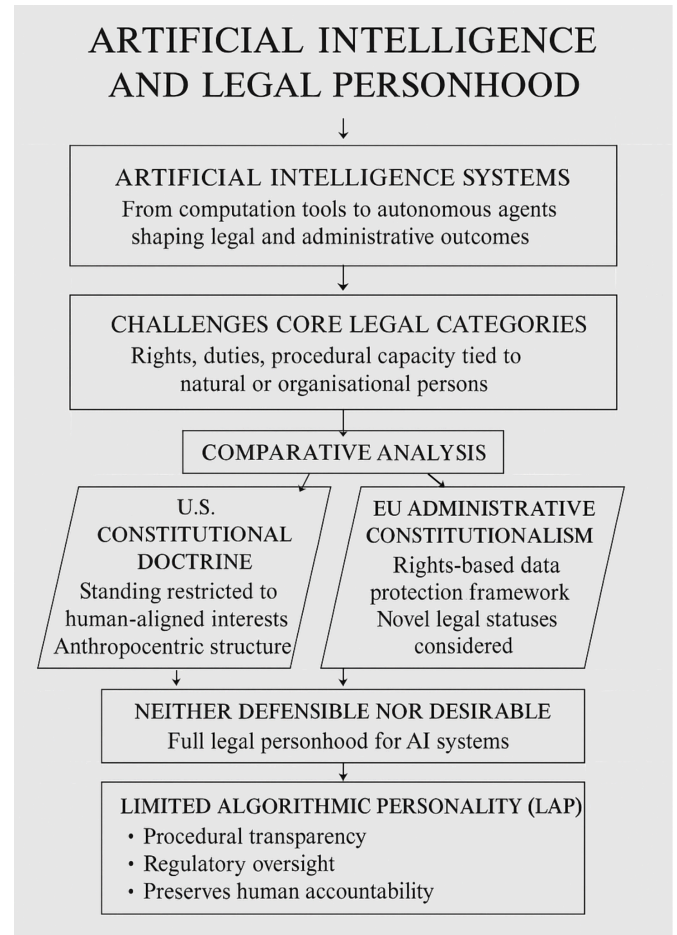 ARTIFICIAL INTELLIGENCE
AND LEGAL PERSONHOOD
ARTIFICIAL INTELLIGENCE SYSTEMS
From computation tools to autonomous agents
shaping legal and administrative outcomes
CHALLENGES CORE LEGAL CATEGORIES
Rights, duties, procedural capacity tied to
natural or organisational persons
COMPARATIVE ANALYSIS
U.S.
CONSTITUTIONAL
DOCTRINE
Standing restricted to
human-aligned interests
Anthropocentric structure
EU ADMINISTRATIVE
CONSTITUTIONALISM
Rights-based data
protection framework
Novel legal statuses
considered
NEITHER DEFENSIBLE NOR DESIRABLE
Full legal personhood for AI systems
LIMITED ALGORITHMIC PERSONALITY (LAP)
• Procedural transparency
• Regulatory oversight
• Preserves human accountability